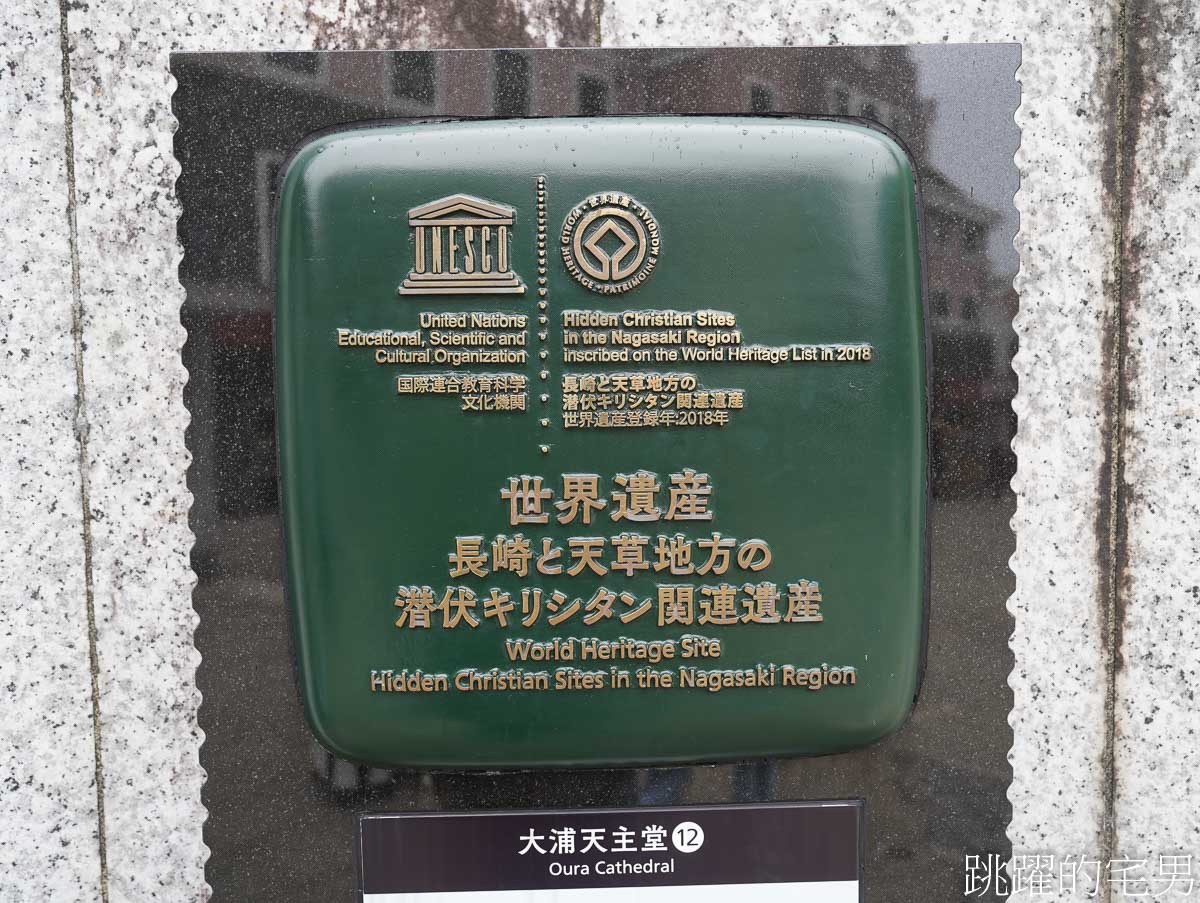 UNESCO
United Nations
Educational, Scientific and
Cultural Organization
国際連合教育科学
文化機関
・世界遺産・
WORLD HERITAGE • PATRIMOINE MONDIAL
Hidden Christian Sites
in the Nagasaki Region
inscribed on the World Heritage List in 2018
長崎と天草地方の
潜伏キリシタン関連遺産
世界遺産登録年:2018年
世界遺産
長崎と天草地方の
潜伏キリシタン関連遺産
World Heritage Site
Hidden Christian Sites in the Nagasaki Region
大浦天主堂 12
Oura Cathedral
跳躍的宅男